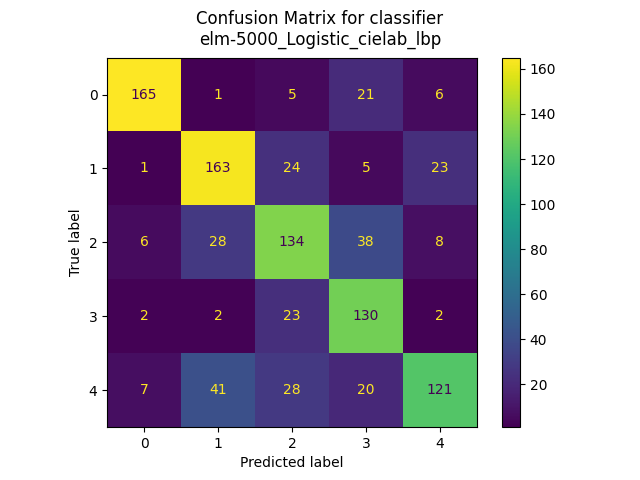 Confusion Matrix for classifier
elm-5000_Logistic_cielab_lbp
True label
0 165 1 5 21 6
1 1 163 24 5 23
2 6 28 134 38 8
3 2 2 23 130 2
4 7 41 28 20 121
0 1 2 3 4
Predicted label
160
140
120
100
80
60
40
20